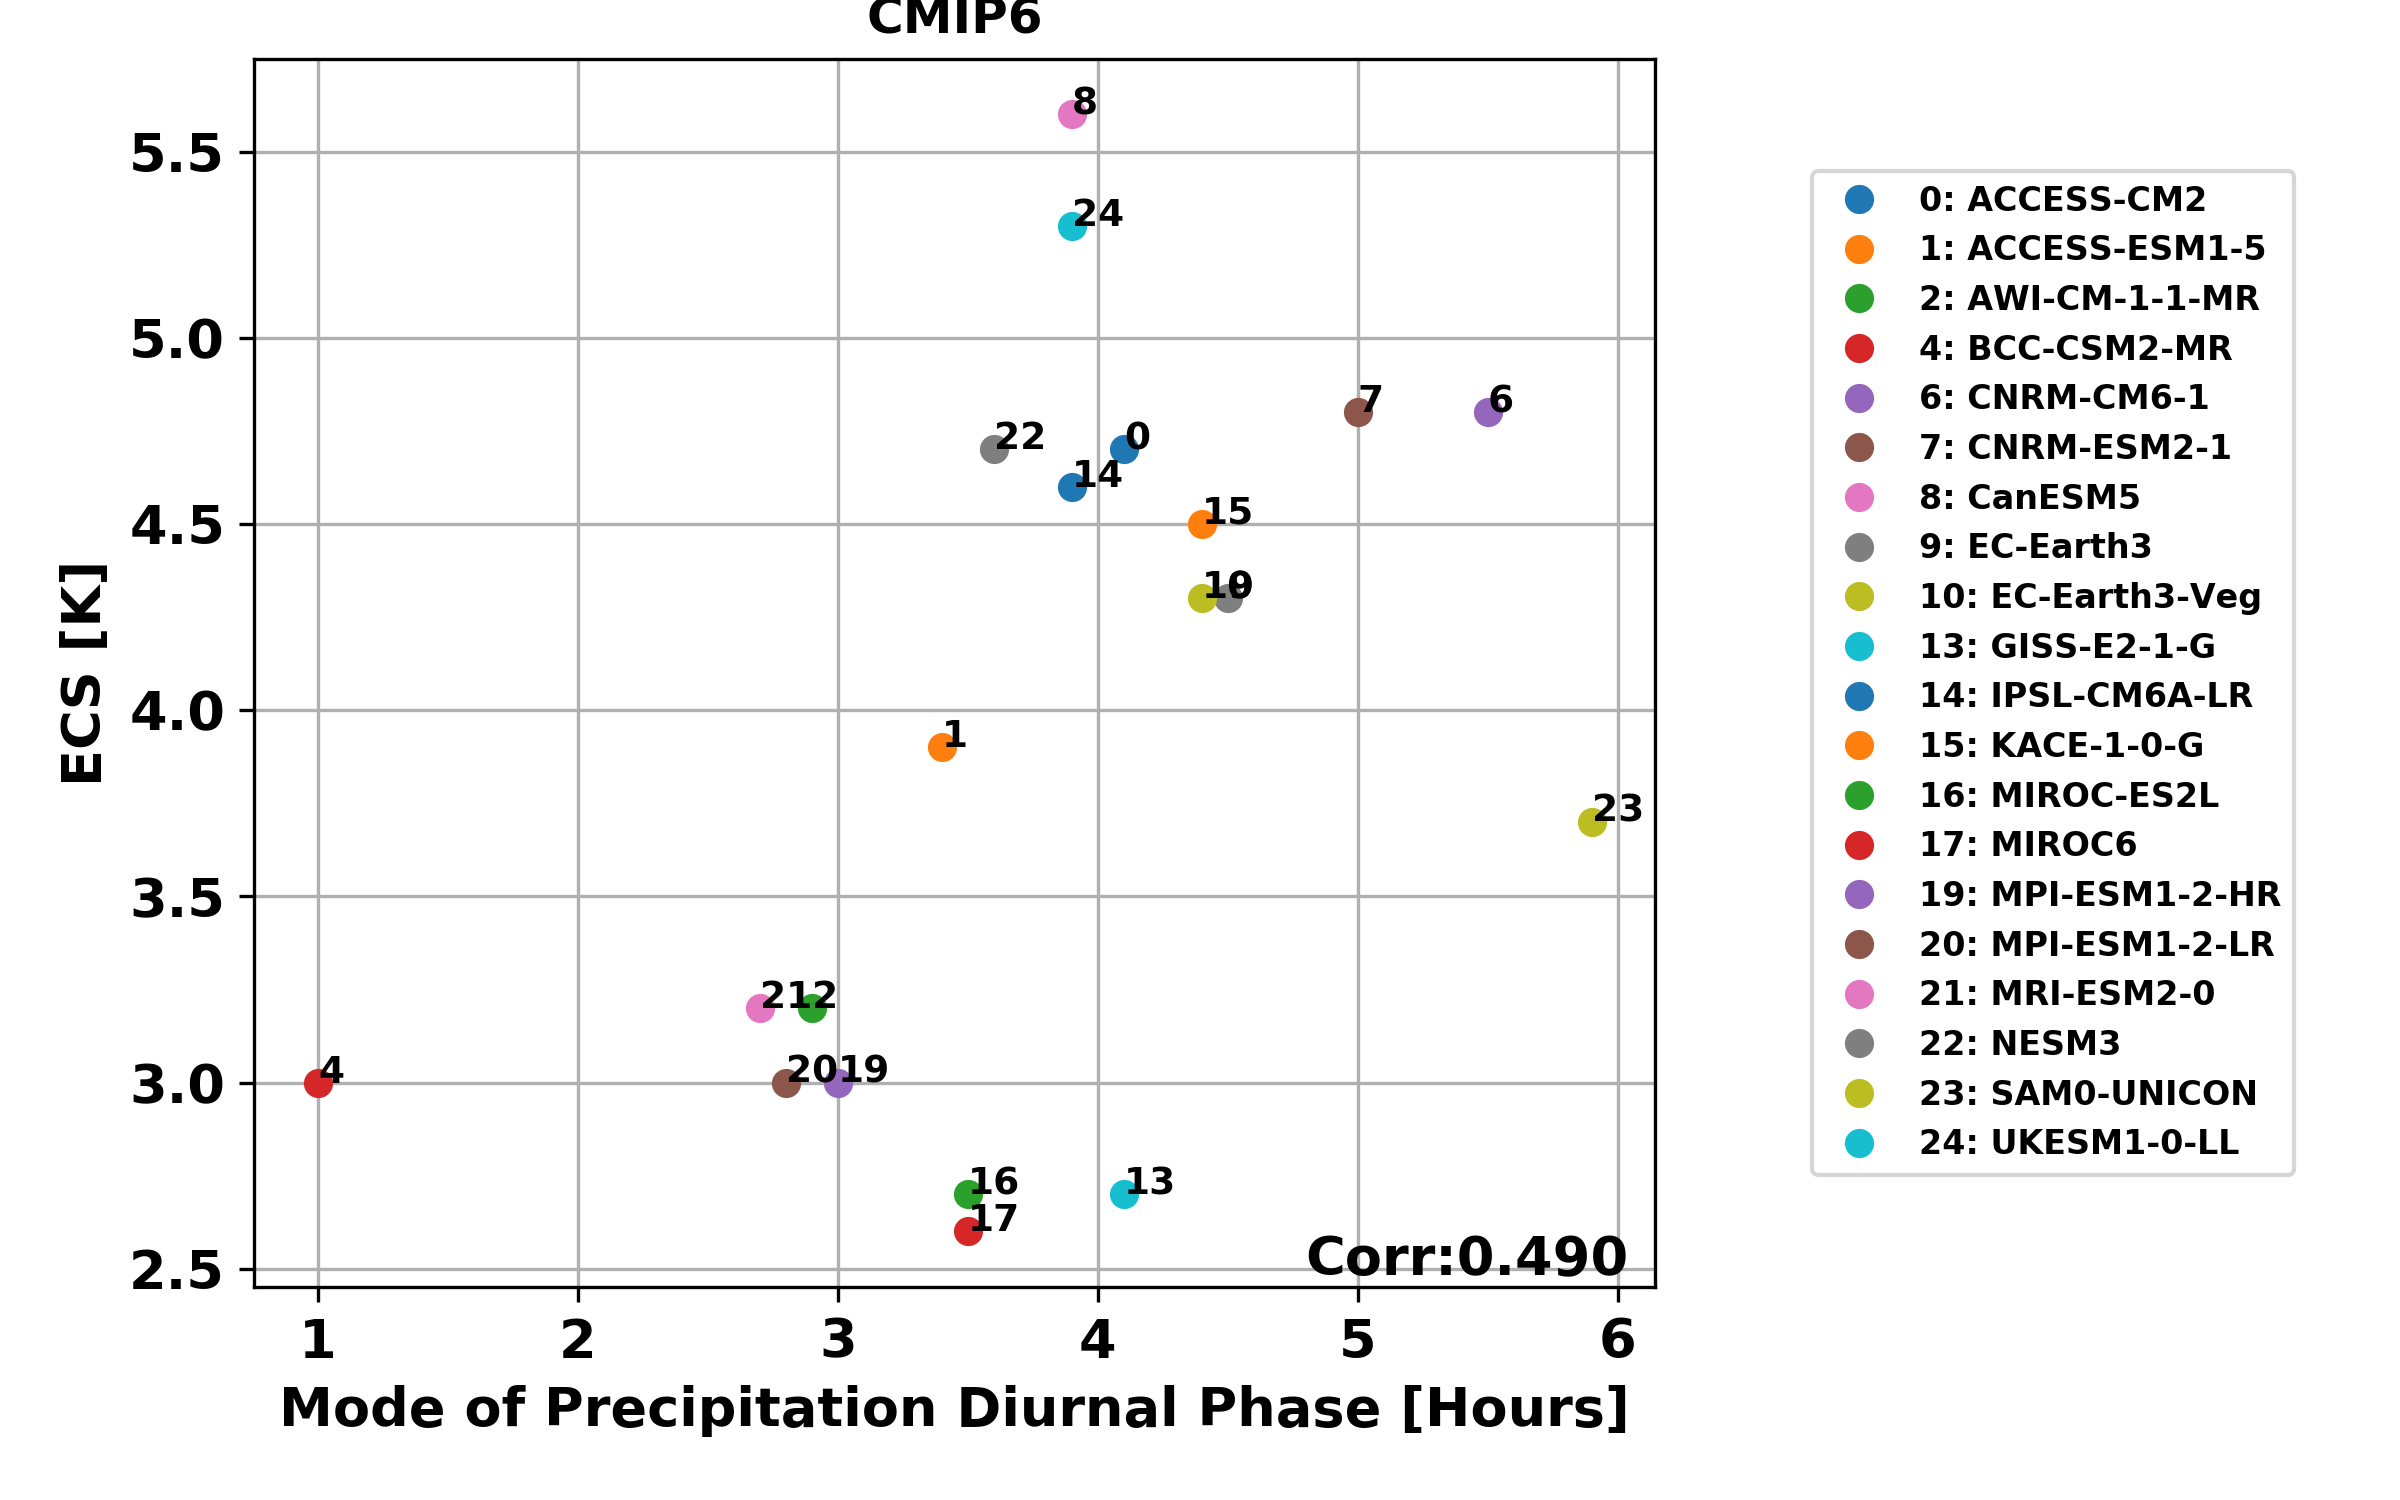 CMIP6
8
5.5
24
5.0
7
6
22
0
14
4.5
15
10
9
ECS [K]
4.0
1
23
3.5
21
2
3.0
4
20
19
16
13
17
2.5
Corr:0.490
1 2 3 4 5 6
Mode of Precipitation Diurnal Phase [Hours]
0: ACCESS-CM2
1: ACCESS-ESM1-5
2: AWI-CM-1-1-MR
4: BCC-CSM2-MR
6: CNRM-CM6-1
7: CNRM-ESM2-1
8: CanESM5
9: EC-Earth3
10: EC-Earth3-Veg
13: GISS-E2-1-G
14: IPSL-CM6A-LR
15: KACE-1-0-G
16: MIROC-ES2L
17: MIROC6
19: MPI-ESM1-2-HR
20: MPI-ESM1-2-LR
21: MRI-ESM2-0
22: NESM3
23: SAM0-UNICON
24: UKESM1-0-LL